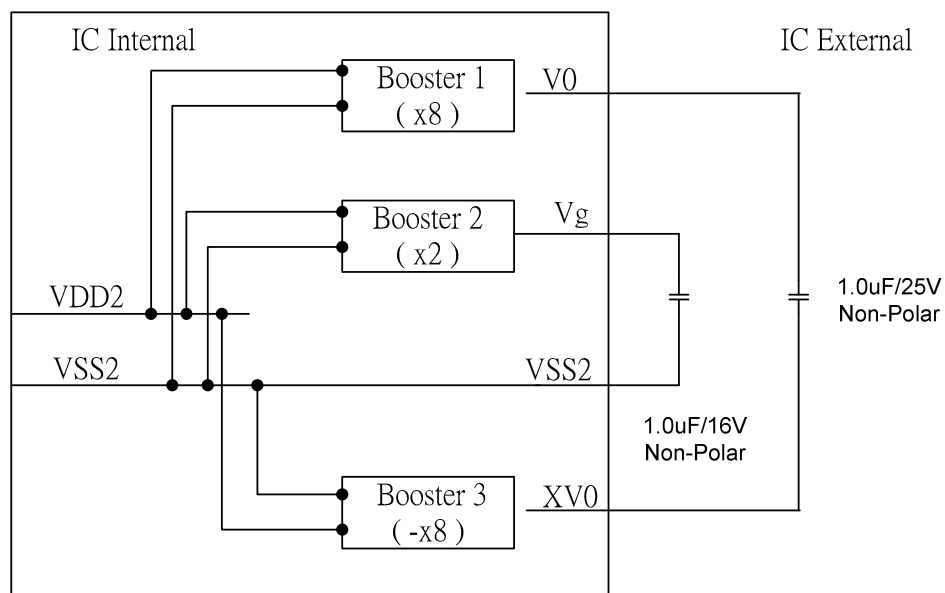 IC Internal
IC External
Booster 1
( x8 )
V0
Booster 2
( x2 )
Vg
VDD2
1.0uF/25V
Non-Polar
VSS2
VSS2
1.0uF/16V
Non-Polar
Booster 3
( -x8 )
XV0